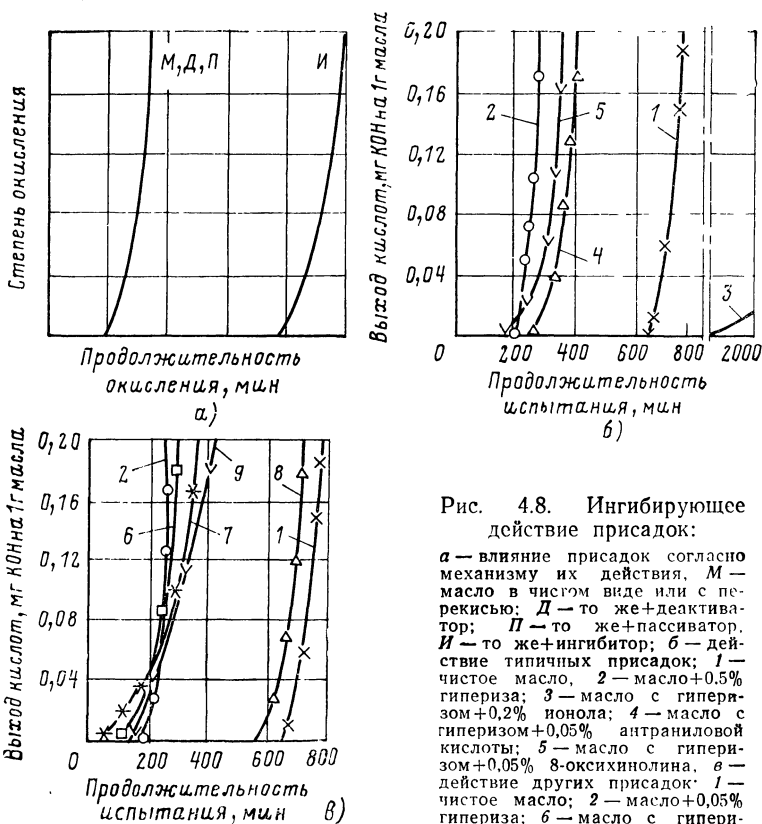 Степень окисления
М,Д,П
И
Продолжительность
окисления, мин
а)
Выход кислот, мг КОН на 1г масла
0,20
0,16
0,12
0,08
0,04
2
5
1
4
3
0
200
400
600
800
2000
Продолжительность
испытания, мин
б)
Выход кислот, мг КОН на 1г масла
0,20
0,16
0,12
0,08
0,04
2
9
8
6
7
1
0
200
400
600
800
Продолжительность
испытания, мин
в)
Рис. 4.8. Ингибирующее
действие присадок:
а — влияние присадок согласно
механизму их действия, М —
масло в чистом виде или с пе-
рекисью; Д — то же+деактива-
тор; П — то же+пассиватор,
И — то же+ингибитор; б — дей-
ствие типичных присадок; 1 —
чистое масло, 2 — масло+0.5%
гипериза; 3 — масло с гипери-
зом+0,2% ионола; 4 — масло с
гиперизом+0,05% антраниловой
кислоты; 5 — масло с гипери-
зом+0,05% 8-оксихинолина, в —
действие других присадок· 1 —
чистое масло; 2 — масло+0,05%
гипериза; 6 — масло с гипери-